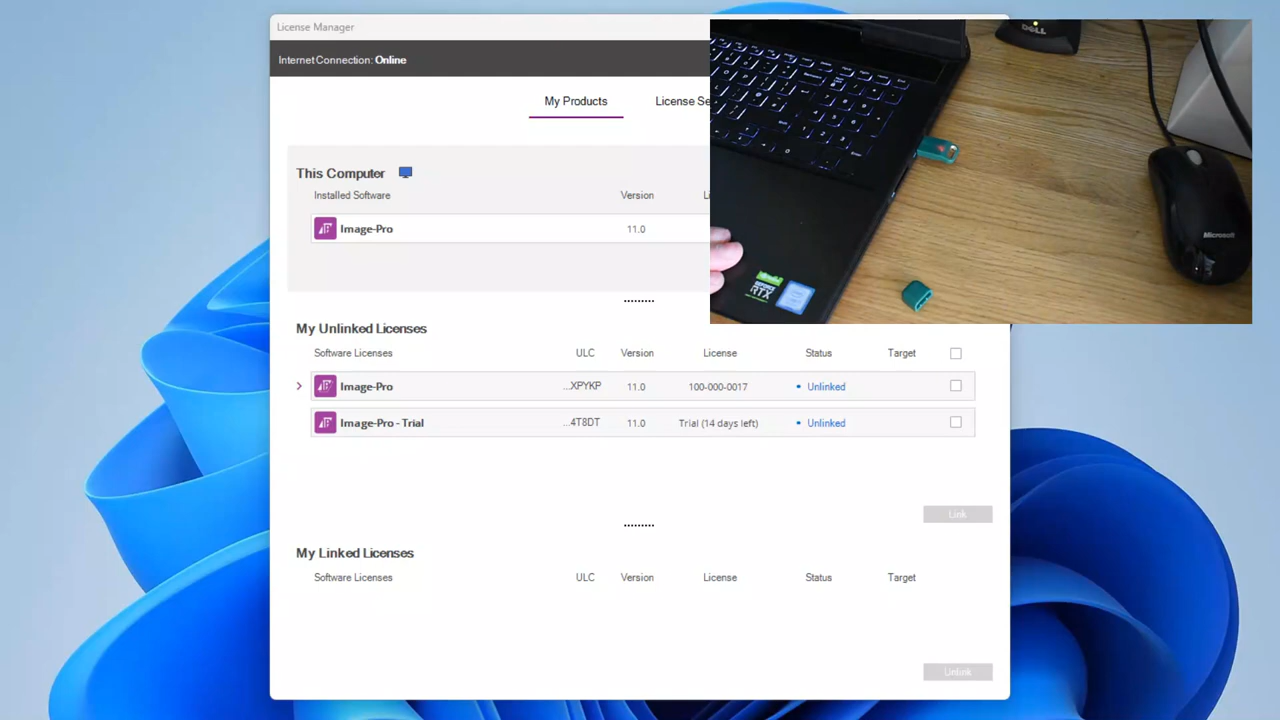 License Manager
Internet Connection: Online
My Products
License Se
This Computer
Installed Software
Version
Li
Image-Pro
11.0
My Unlinked Licenses
Software Licenses
ULC
Version
License
Status
Target
Image-Pro
...XPYKP
11.0
100-000-0017
Unlinked
Image-Pro - Trial
...4T8DT
11.0
Trial (14 days left)
Unlinked
Link
My Linked Licenses
Software Licenses
ULC
Version
License
Status
Target
Unlink
DELL
Microsoft
GEFORCE
RTX